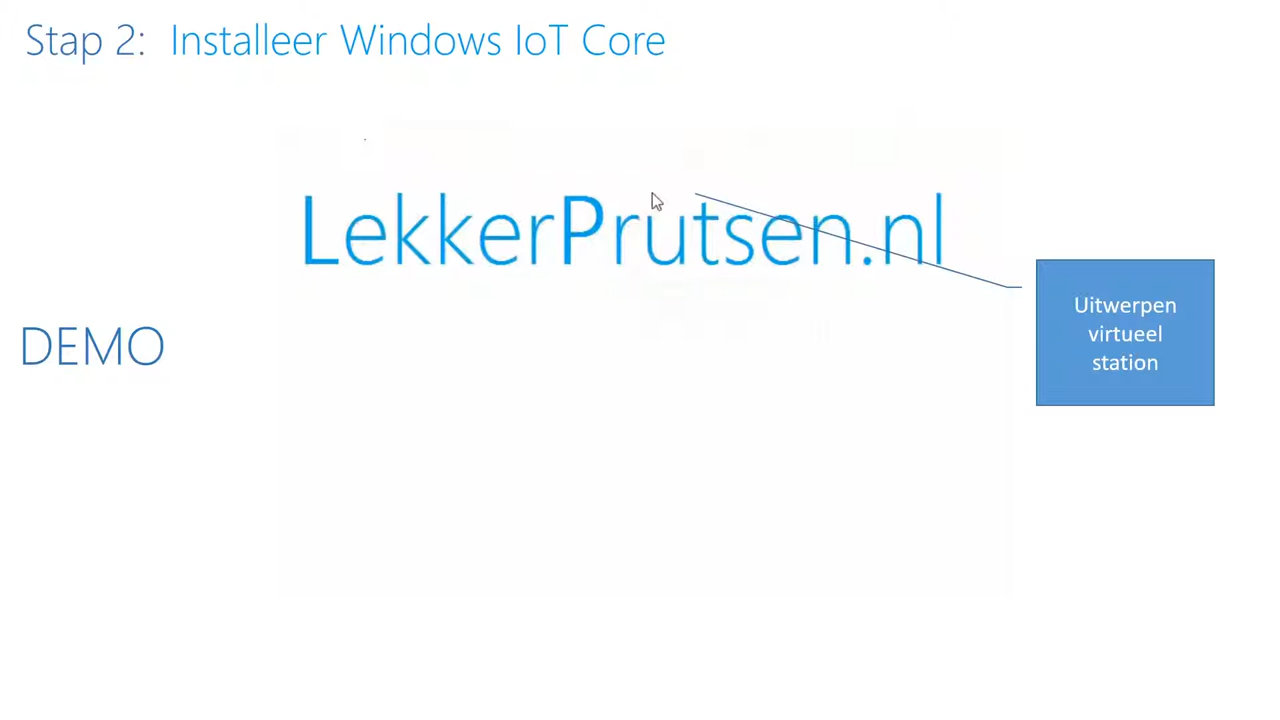 Stap 2: Installeer Windows IoT Core
LekkerPrutsen.nl
DEMO
Uitwerpen
virtueel
station